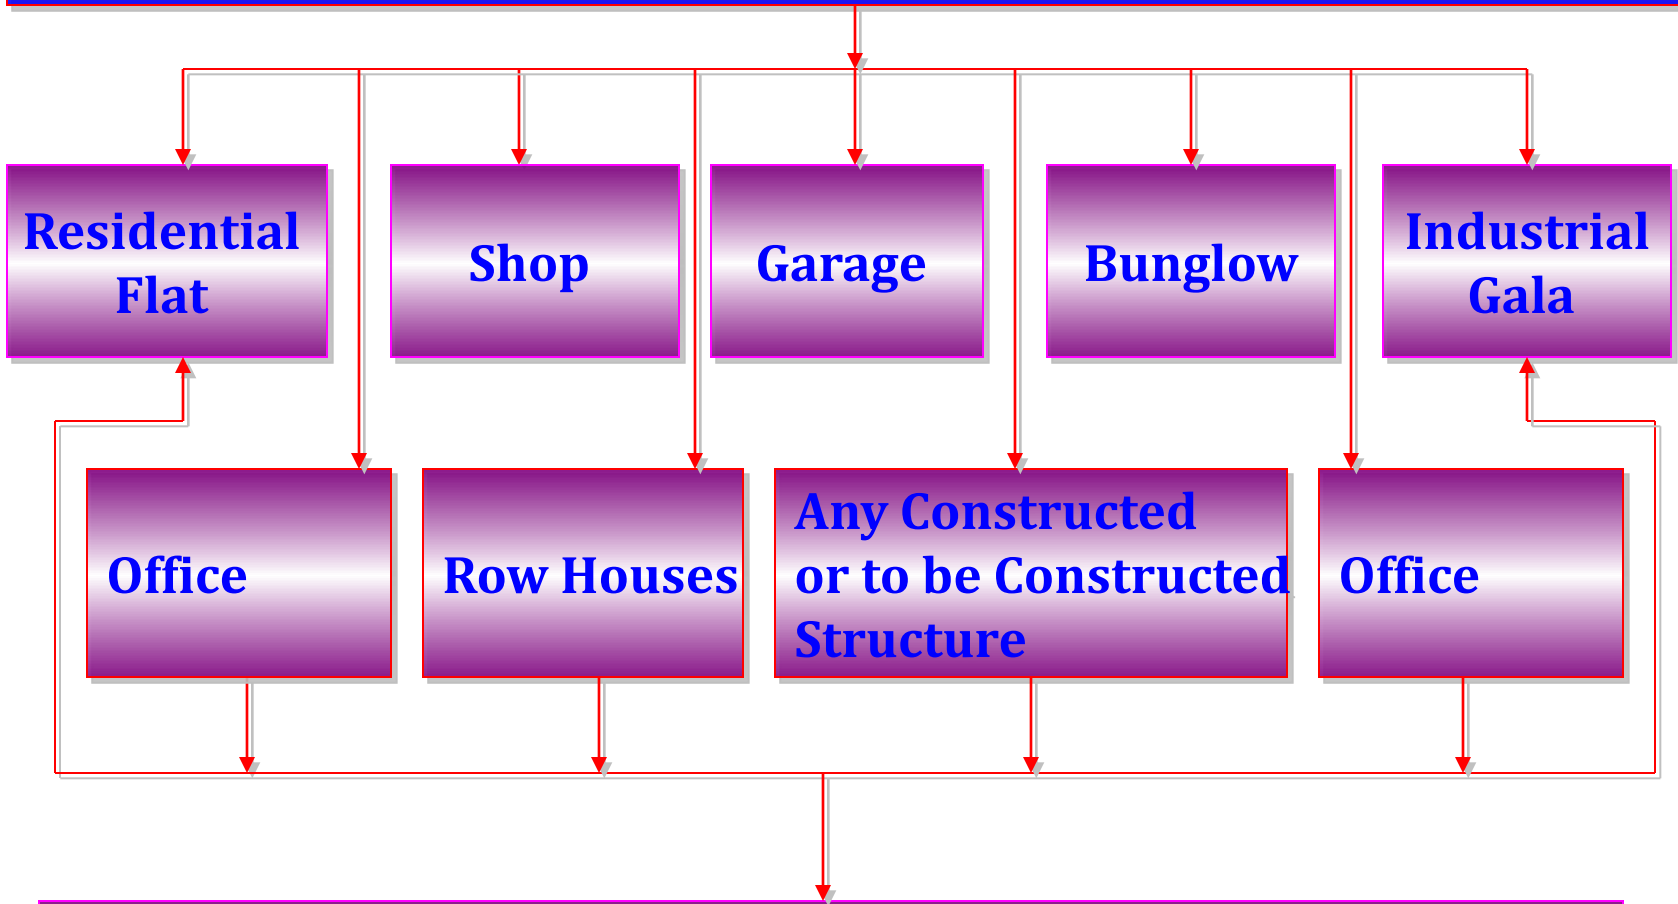 Residential
Flat
Shop
Garage
Bunglow
Industrial
Gala
Office
Row Houses
Any Constructed
or to be Constructed
Structure
Office